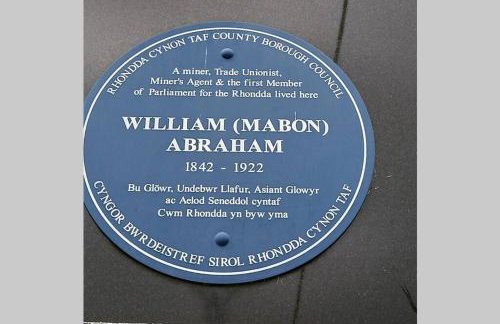 RHONDDA CYNON TAF COUNTY BOROUGH COUNCIL
A miner, Trade Unionist,
Miner's Agent & the first Member
of Parliament for the Rhondda lived here
WILLIAM (MABON)
ABRAHAM
1842 - 1922
Bu Glöwr, Undebwr Llafur, Asiant Glowyr
ac Aelod Seneddol cyntaf
Cwm Rhondda yn byw yma
CYNGOR BWRDEISTREF SIROL RHONDDA CYNON TAF